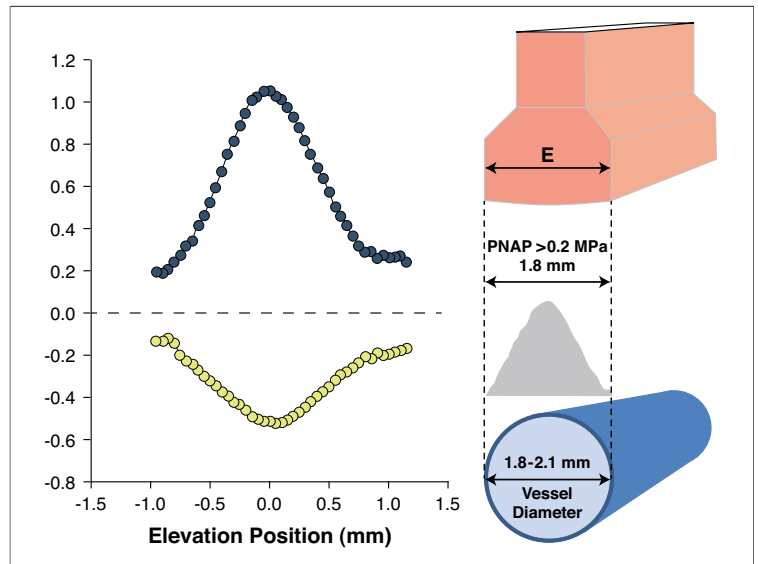 1.2
1.0
0.8
0.6
0.4
0.2
0.0
-0.2
-0.4
-0.6
-0.8
-1.5
-1.0
-0.5
0.0
0.5
1.0
1.5
Elevation Position (mm)
E
PNAP >0.2 MPa
1.8 mm
1.8-2.1 mm
Vessel
Diameter